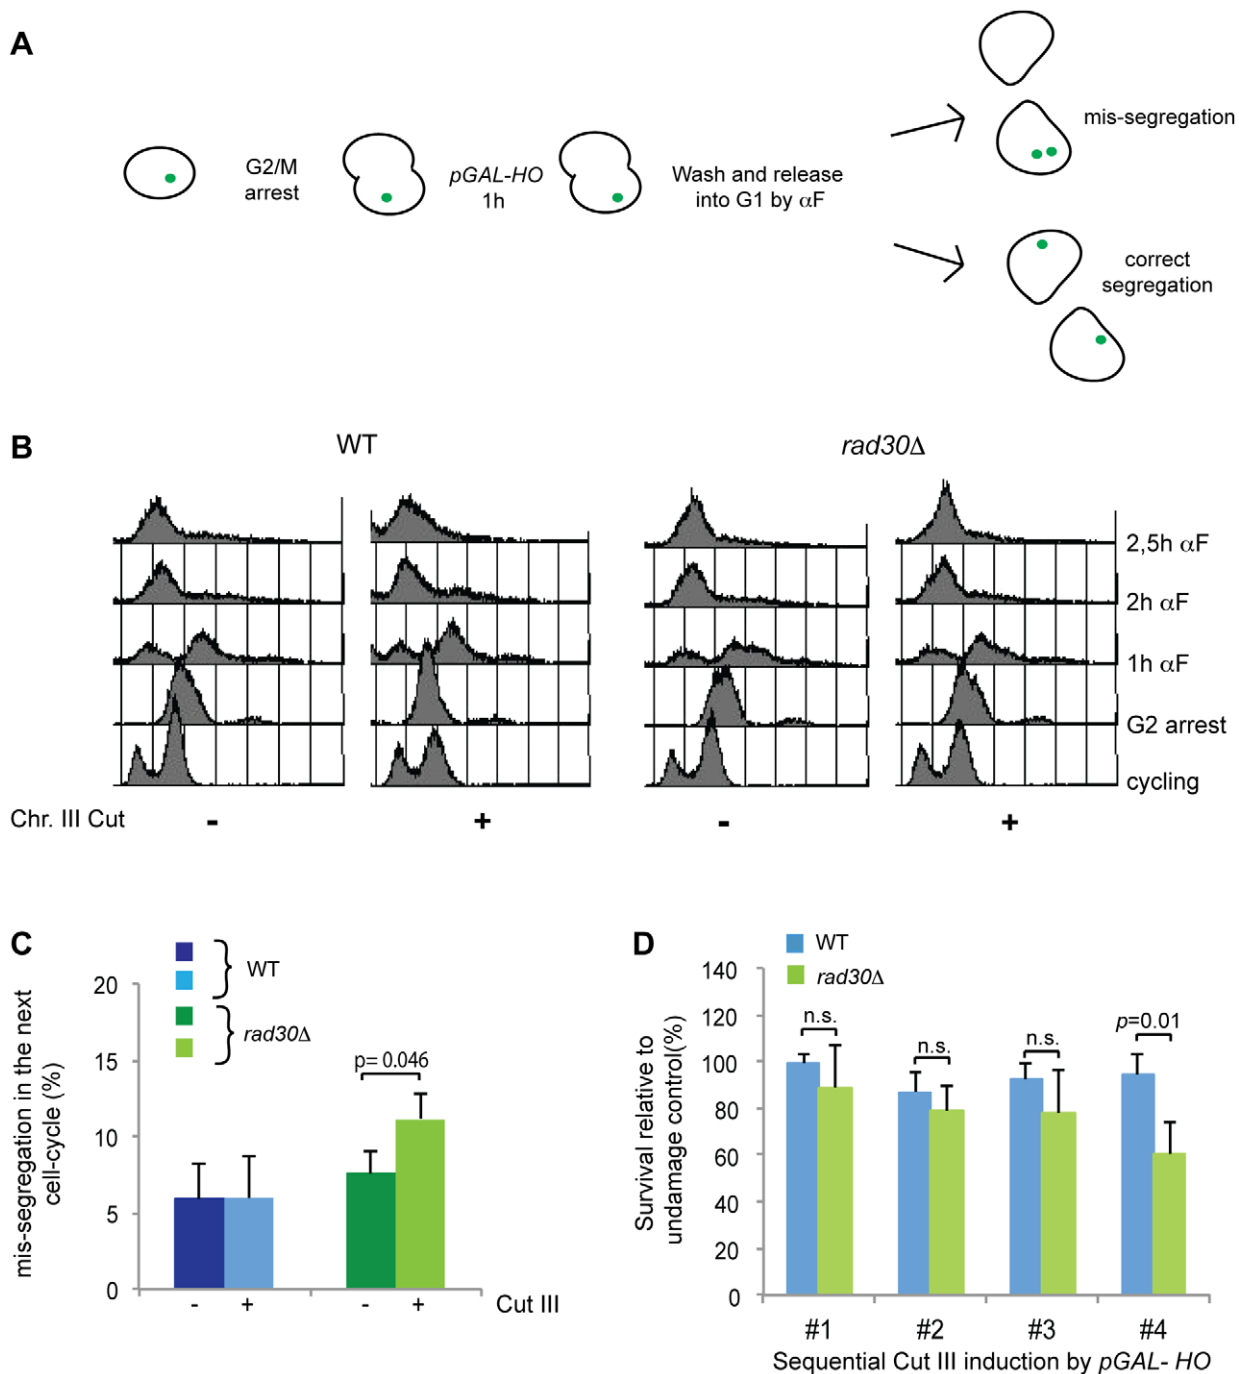 A
G2/M
arrest
pGAL-HO
1h
Wash and release
into G1 by αF
mis-segregation
correct
segregation
B
WT
rad30Δ
2,5h αF
2h αF
1h αF
G2 arrest
cycling
Chr. III Cut
-
+
-
+
C
WT
rad30Δ
mis-segregation in the next
cell-cycle (%)
20
15
10
5
0
p= 0.046
-
+
-
+
Cut III
D
WT
rad30Δ
Survival relative to
undamage control(%)
140
120
100
80
60
40
20
0
n.s.
n.s.
n.s.
p=0.01
#1
#2
#3
#4
Sequential Cut III induction by pGAL- HO